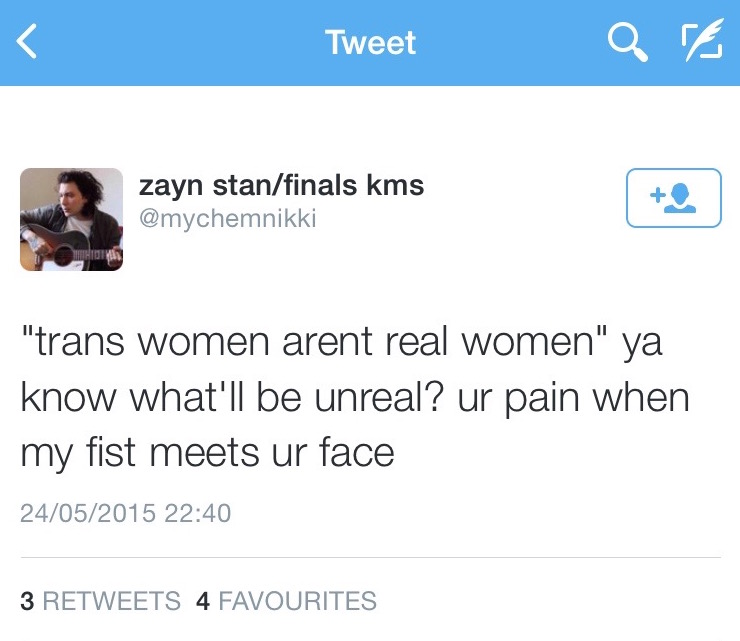 Tweet
zayn stan/finals kms
@mychemnikki
"trans women arent real women" ya
know what'll be unreal? ur pain when
my fist meets ur face
24/05/2015 22:40
3 RETWEETS 4 FAVOURITES